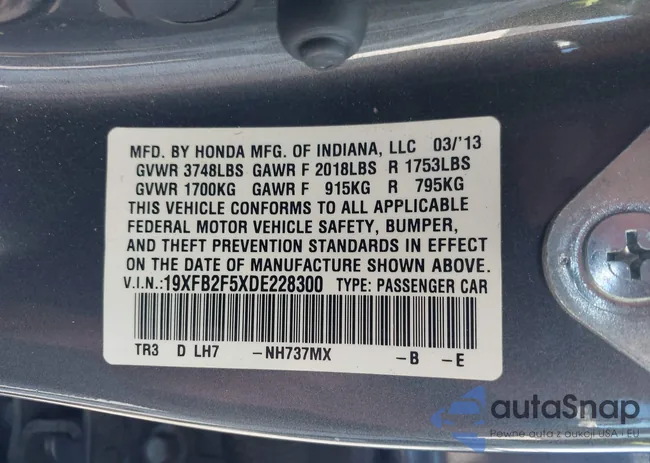 MFD. BY HONDA MFG. OF INDIANA, LLC 03/'13
GVWR 3748LBS GAWR F 2018LBS R 1753LBS
GVWR 1700KG GAWR F 915KG R 795KG
THIS VEHICLE CONFORMS TO ALL APPLICABLE
FEDERAL MOTOR VEHICLE SAFETY, BUMPER,
AND THEFT PREVENTION STANDARDS IN EFFECT
ON THE DATE OF MANUFACTURE SHOWN ABOVE.
V.I.N.:19XFB2F5XDE228300 TYPE: PASSENGER CAR
TR3 D LH7 -NH737MX -B -E
autaSnap
Pewne auta z aukcji USA i EU